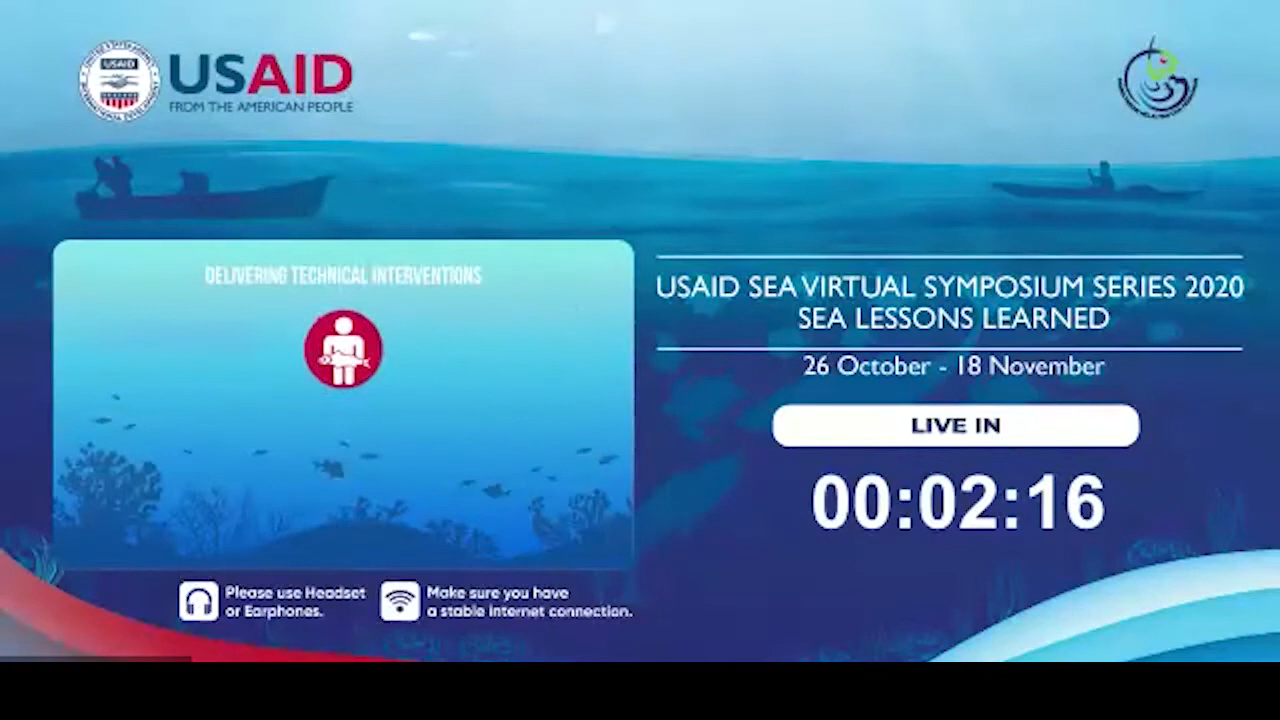 USAID
USAID
FROM THE AMERICAN PEOPLE
DELIVERING TECHNICAL INTERVENTIONS
USAID SEA VIRTUAL SYMPOSIUM SERIES 2020
SEA LESSONS LEARNED
26 October - 18 November
LIVE IN
00:02:16
Please use Headset
or Earphones.
Make sure you have
a stable internet connection.